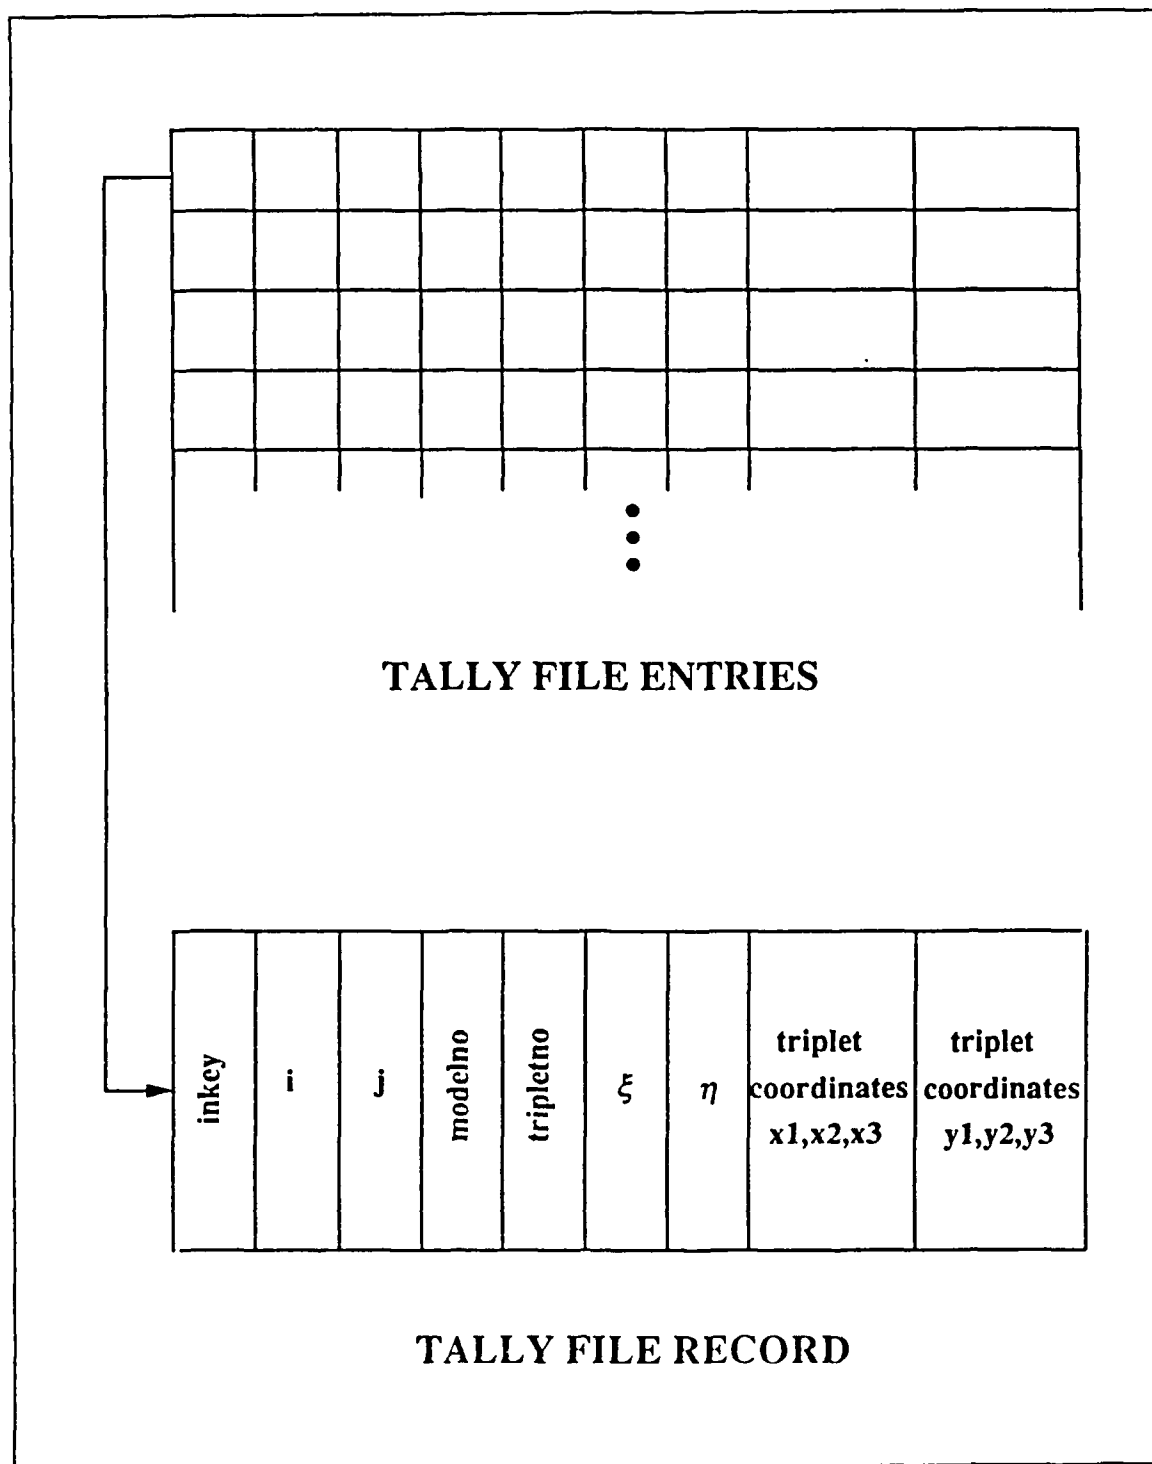 TALLY FILE ENTRIES
inkey
i
j
modelno
tripletno
ξ
η
triplet
coordinates
x1,x2,x3
triplet
coordinates
y1,y2,y3
TALLY FILE RECORD